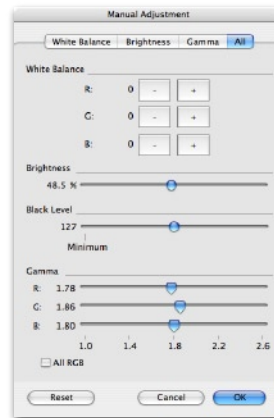 Manual Adjustment
White Balance Brightness Gamma All
White Balance
R: 0 - +
G: 0 - +
B: 0 - +
Brightness
48.5 %
Black Level
127
Minimum
Gamma
R: 1.78
G: 1.86
B: 1.80
1.0 1.4 1.8 2.2 2.6
All RGB
Reset Cancel OK